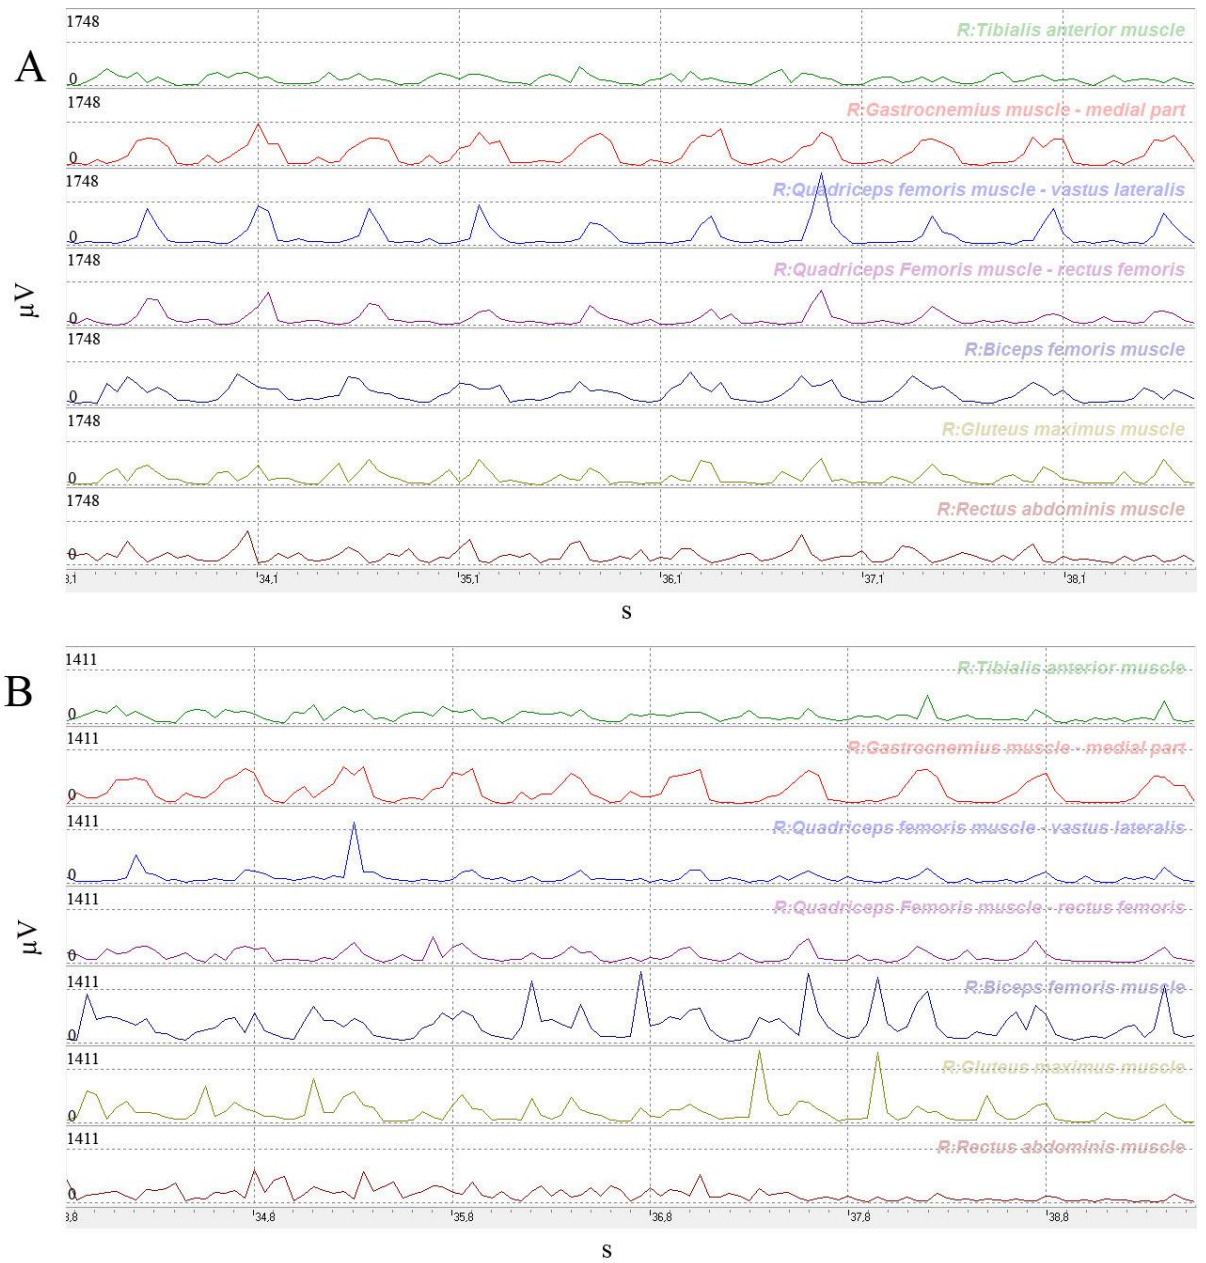 A
1748
R:Tibialis anterior muscle
0
1748
R:Gastrocnemius muscle - medial part
0
1748
R:Quadriceps femoris muscle - vastus lateralis
0
1748
R:Quadriceps Femoris muscle - rectus femoris
0
1748
R:Biceps femoris muscle
0
1748
R:Gluteus maximus muscle
0
1748
R:Rectus abdominis muscle
0
µV
3,1 34,1 35,1 36,1 37,1 38,1
s
B
1411
R:Tibialis anterior muscle
0
1411
R:Gastrocnemius muscle - medial part
0
1411
R:Quadriceps femoris muscle - vastus lateralis
0
1411
R:Quadriceps Femoris muscle - rectus femoris
0
1411
R:Biceps femoris muscle
0
1411
R:Gluteus maximus muscle
0
1411
R:Rectus abdominis muscle
0
µV
3,8 34,8 35,8 36,8 37,8 38,8
s